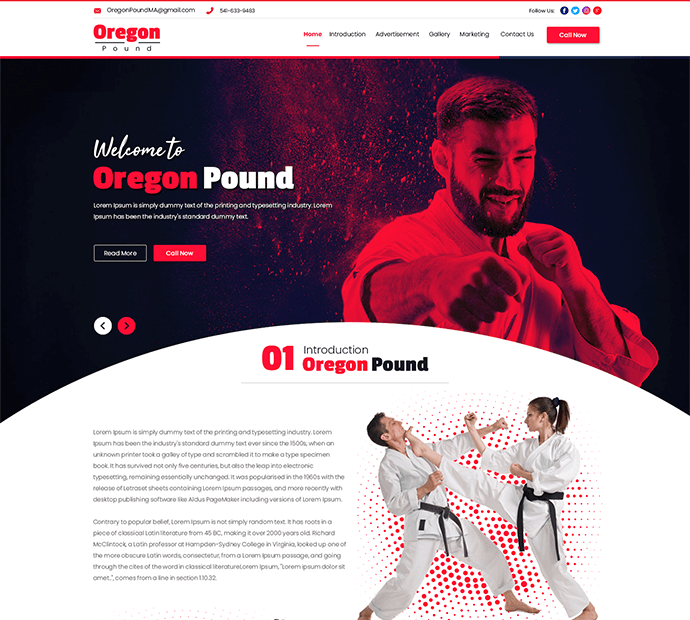 OregonPoundMA@gmail.com 541-633-9483 Follow Us:
Oregon
Pound
Home Introduction Advertisement Gallery Marketing Contact Us Call Now
Welcome to
Oregon Pound
Lorem Ipsum is simply dummy text of the printing and typesetting industry. Lorem
Ipsum has been the industry's standard dummy text.
Read More Call Now
01 Introduction
Oregon Pound
Lorem Ipsum is simply dummy text of the printing and typesetting industry. Lorem
Ipsum has been the industry's standard dummy text ever since the 1500s, when an
unknown printer took a galley of type and scrambled it to make a type specimen
book. It has survived not only five centuries, but also the leap into electronic
typesetting, remaining essentially unchanged. It was popularised in the 1960s with the
release of Letraset sheets containing Lorem Ipsum passages, and more recently with
desktop publishing software like Aldus PageMaker including versions of Lorem Ipsum.
Contrary to popular belief, Lorem Ipsum is not simply random text. It has roots in a
piece of classical Latin literature from 45 BC, making it over 2000 years old. Richard
McClintock, a Latin professor at Hampden-Sydney College in Virginia, looked up one of
the more obscure Latin words, consectetur, from a Lorem Ipsum passage, and going
through the cites of the word in classical literatureLorem Ipsum, "Lorem ipsum dolor sit
amet..", comes from a line in section 1.10.32.